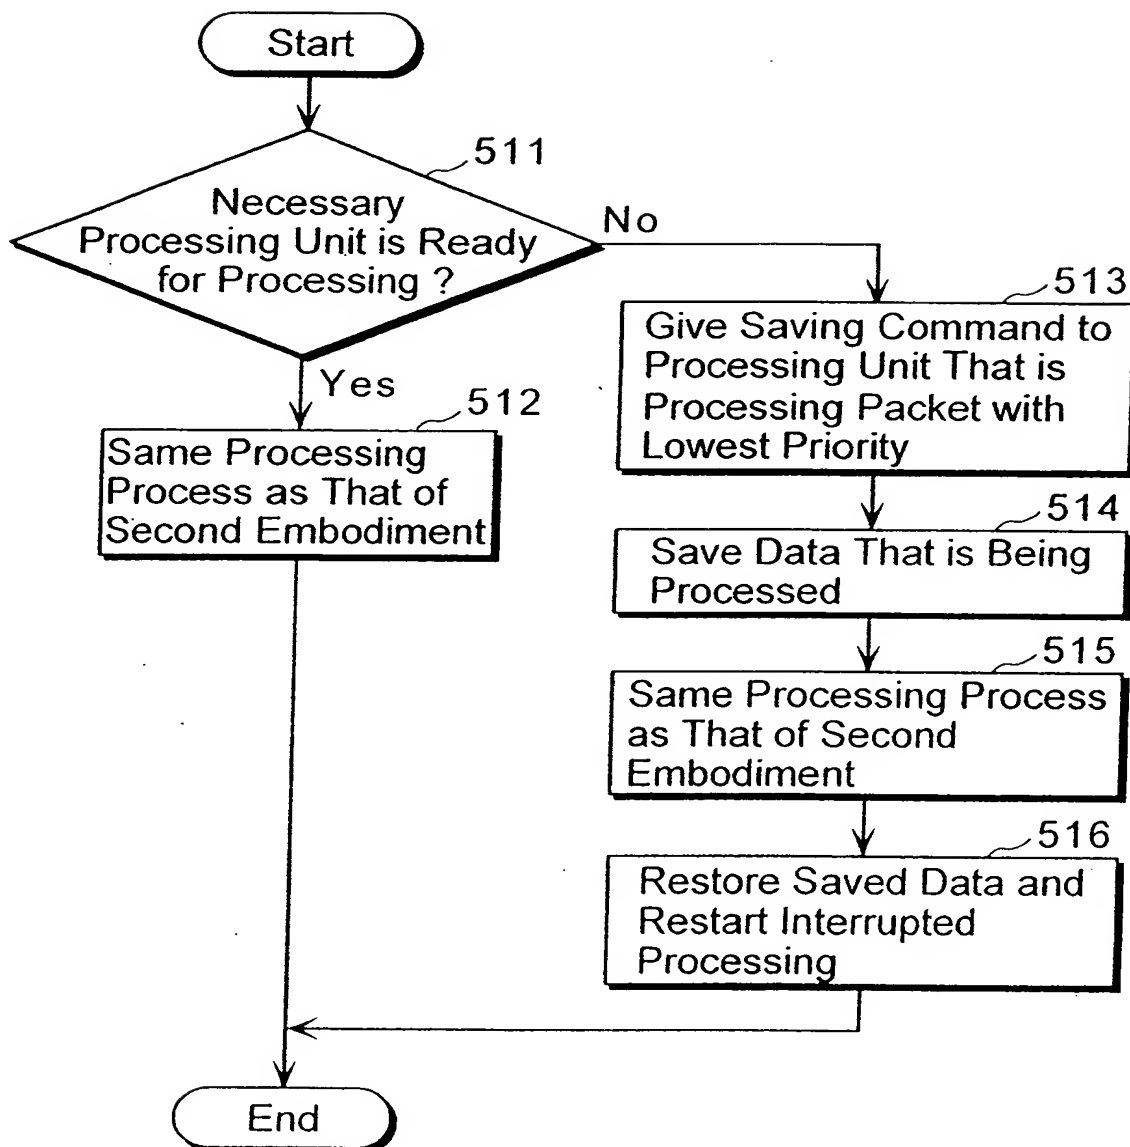 Start
511
Necessary
Processing Unit is Ready
for Processing ?
No
Yes
512
Same Processing
Process as That of
Second Embodiment
513
Give Saving Command to
Processing Unit That is
Processing Packet with
Lowest Priority
514
Save Data That is Being
Processed
515
Same Processing Process
as That of Second
Embodiment
516
Restore Saved Data and
Restart Interrupted
Processing
End